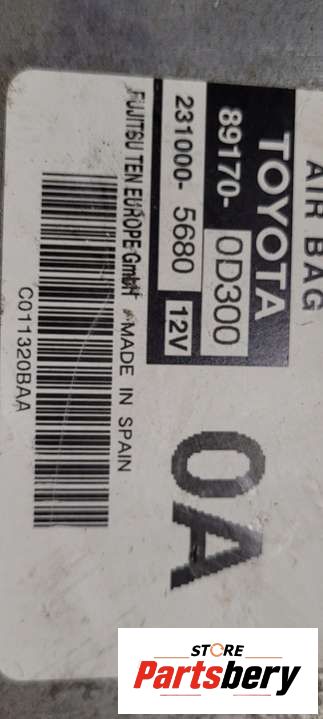 AIR BAG
TOYOTA
89170- 0D300
231000- 5680 12V
FUJITSU TEN EUROPE GmbH MADE IN SPAIN
C011320BAA
0A
STORE
Partsbery